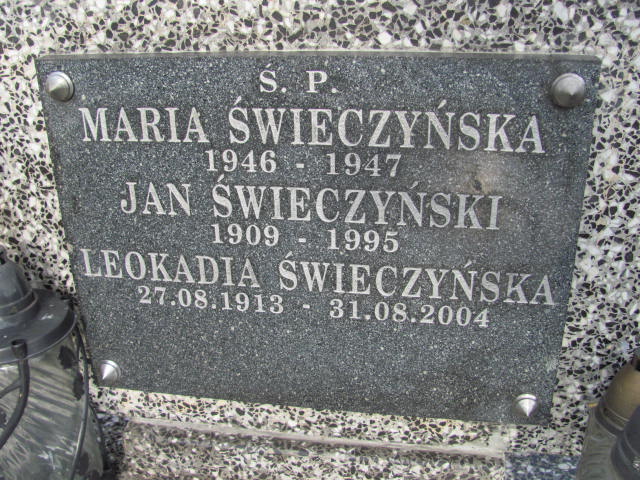 Ś. P.
MARIA ŚWIECZYŃSKA
1946 - 1947
JAN ŚWIECZYŃSKI
1909 - 1995
LEOKADIA ŚWIECZYŃSKA
27.08.1913 - 31.08.2004